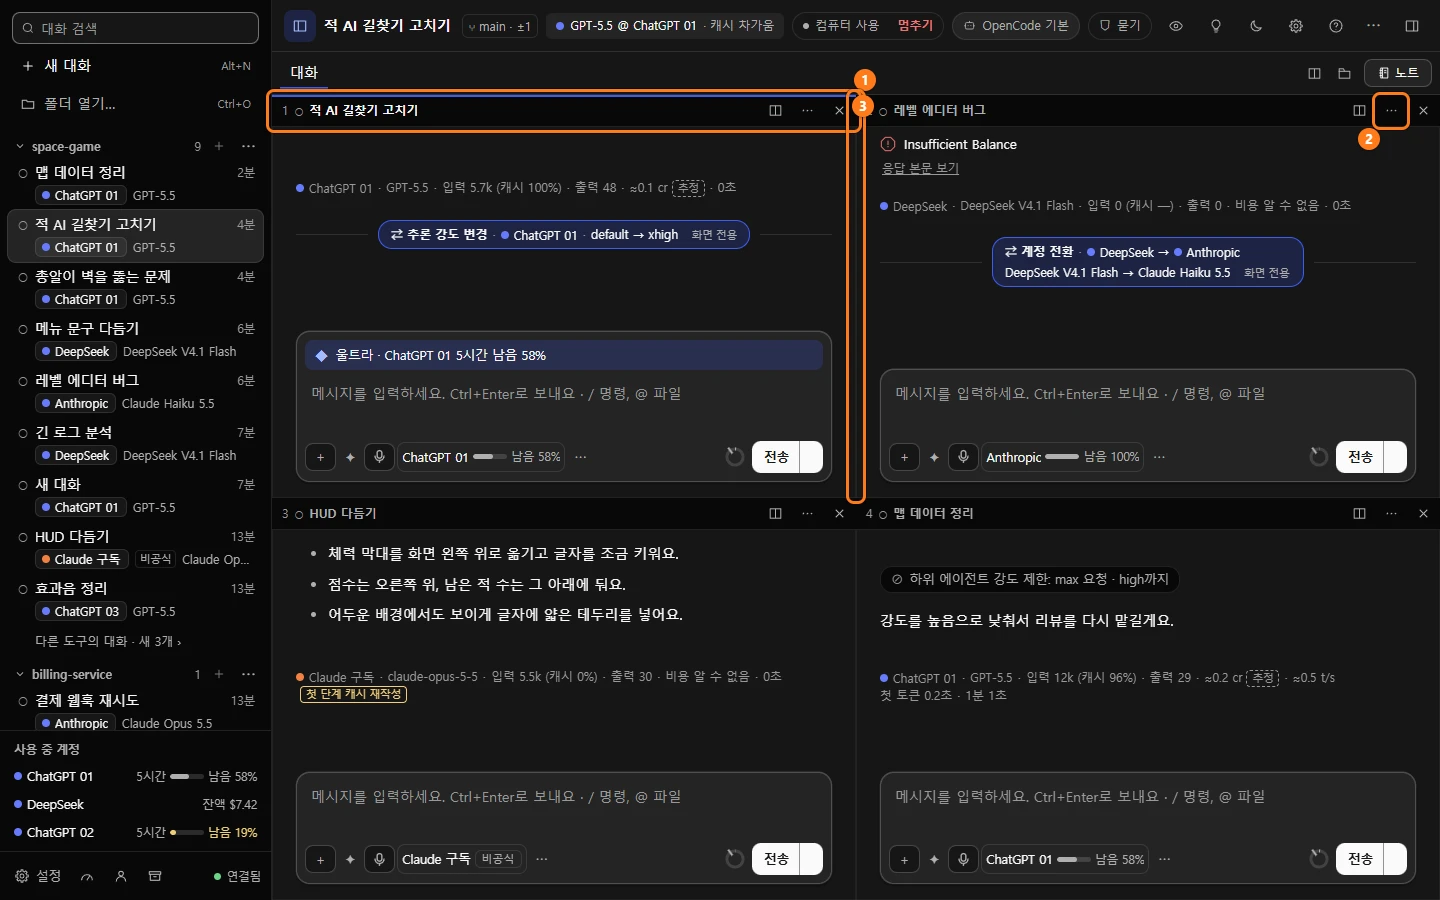 대화 검색
새 대화 Alt+N
폴더 열기... Ctrl+O
space-game 9
맵 데이터 정리 2분
ChatGPT 01 GPT-5.5
적 AI 길찾기 고치기 4분
ChatGPT 01 GPT-5.5
총알이 벽을 뚫는 문제 4분
ChatGPT 01 GPT-5.5
메뉴 문구 다듬기 6분
DeepSeek DeepSeek V4.1 Flash
레벨 에디터 버그 6분
Anthropic Claude Haiku 5.5
긴 로그 분석 7분
DeepSeek DeepSeek V4.1 Flash
새 대화 7분
ChatGPT 01 GPT-5.5
HUD 다듬기 13분
Claude 구독 비공식 Claude Op...
효과음 정리 13분
ChatGPT 03 GPT-5.5
다른 도구의 대화 · 새 3개 ›
billing-service 1
결제 웹훅 재시도 13분
Anthropic Claude Opus 5.5
사용 중 계정
ChatGPT 01 5시간 남음 58%
DeepSeek 잔액 $7.42
ChatGPT 02 5시간 남음 19%
설정 연결됨
적 AI 길찾기 고치기 main · ±1 GPT-5.5 @ ChatGPT 01 · 캐시 차가움 컴퓨터 사용 멈추기 OpenCode 기본 묻기
대화 노트
1
3
2
1 적 AI 길찾기 고치기
ChatGPT 01 · GPT-5.5 · 입력 5.7k (캐시 100%) · 출력 48 · ≈0.1 cr 추정 · 0초
추론 강도 변경 · ChatGPT 01 · default → xhigh 화면 전용
울트라 · ChatGPT 01 5시간 남음 58%
메시지를 입력하세요. Ctrl+Enter로 보내요 · / 명령, @ 파일
ChatGPT 01 남음 58% 전송
레벨 에디터 버그
Insufficient Balance
응답 본문 보기
DeepSeek · DeepSeek V4.1 Flash · 입력 0 (캐시 —) · 출력 0 · 비용 알 수 없음 · 0초
계정 전환 · DeepSeek → Anthropic
DeepSeek V4.1 Flash → Claude Haiku 5.5 화면 전용
메시지를 입력하세요. Ctrl+Enter로 보내요 · / 명령, @ 파일
Anthropic 남음 100% 전송
3 HUD 다듬기
체력 막대를 화면 왼쪽 위로 옮기고 글자를 조금 키워요.
점수는 오른쪽 위, 남은 적 수는 그 아래에 둬요.
어두운 배경에서도 보이게 글자에 얇은 테두리를 넣어요.
Claude 구독 · claude-opus-5-5 · 입력 5.5k (캐시 0%) · 출력 30 · 비용 알 수 없음 · 0초
첫 단계 캐시 재작성
메시지를 입력하세요. Ctrl+Enter로 보내요 · / 명령, @ 파일
Claude 구독 비공식 전송
4 맵 데이터 정리
하위 에이전트 강도 제한: max 요청 · high까지
강도를 높음으로 낮춰서 리뷰를 다시 맡길게요.
ChatGPT 01 · GPT-5.5 · 입력 12k (캐시 96%) · 출력 29 · ≈0.2 cr 추정 · ≈0.5 t/s
첫 토큰 0.2초 · 1분 1초
메시지를 입력하세요. Ctrl+Enter로 보내요 · / 명령, @ 파일
ChatGPT 01 남음 58% 전송